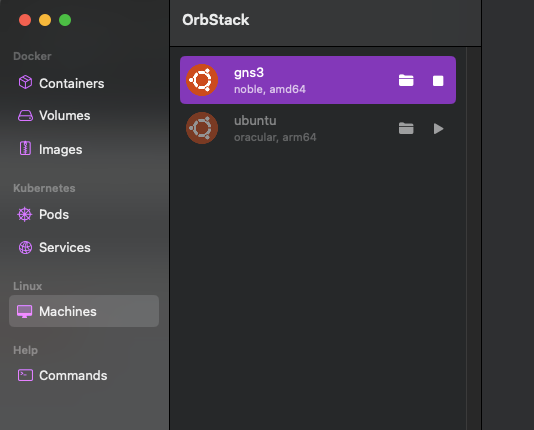 OrbStack
Docker
Containers
Volumes
Images
Kubernetes
Pods
Services
Linux
Machines
Help
Commands
gns3
noble, amd64
ubuntu
oracular, arm64